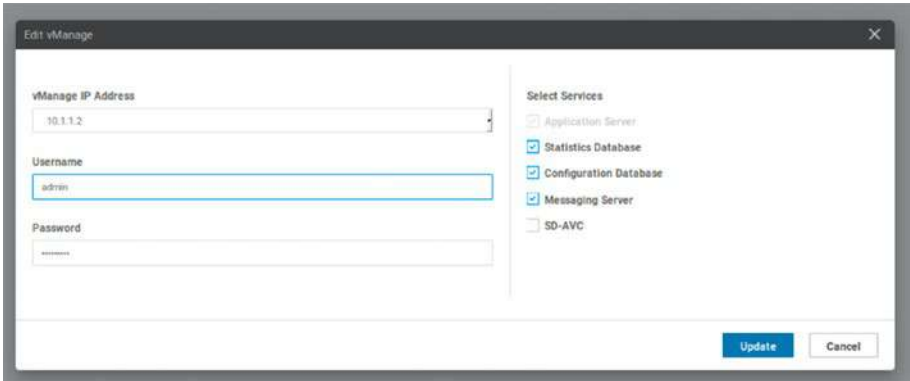 Edit vManage
vManage IP Address
10.1.1.2
Username
admin
Password
Select Services
Application Server
Statistics Database
Configuration Database
Messaging Server
SD-AVC
Update
Cancel